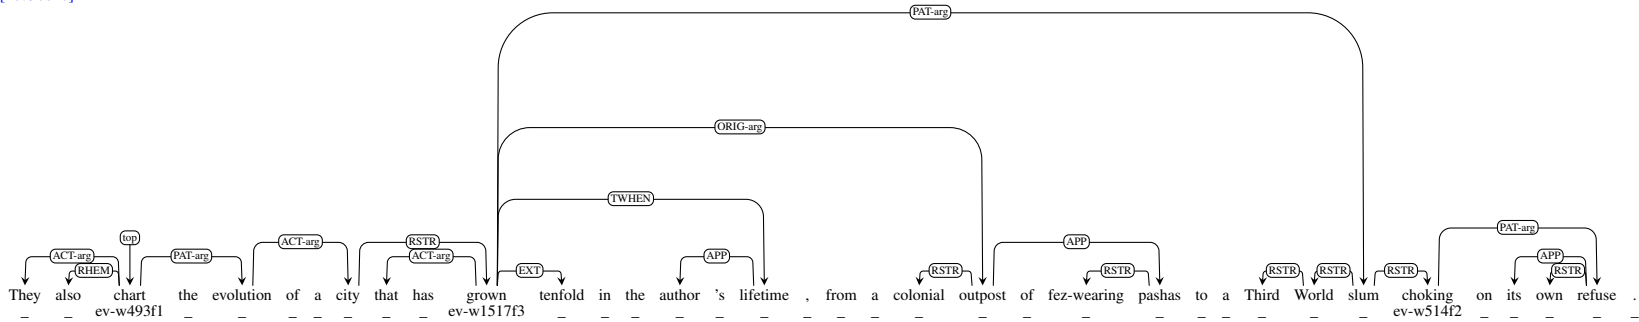 PAT-arg
ORIG-arg
TWHEN
top
PAT-arg
ACT-arg RSTR APP
ACT-arg PAT-arg ACT-arg APP APP
RHEM EXT RSTR RSTR RSTR RSTR RSTR RSTR
They also chart the evolution of a city that has grown tenfold in the author 's lifetime , from a colonial outpost of fez-wearing pashas to a Third World slum choking on its own refuse .
_ _ ev-w493f1 _ _ _ _ _ _ _ ev-w1517f3 _ _ _ _ _ _ _ _ _ _ _ _ _ _ _ _ _ _ _ ev-w514f2 _ _ _ _ _